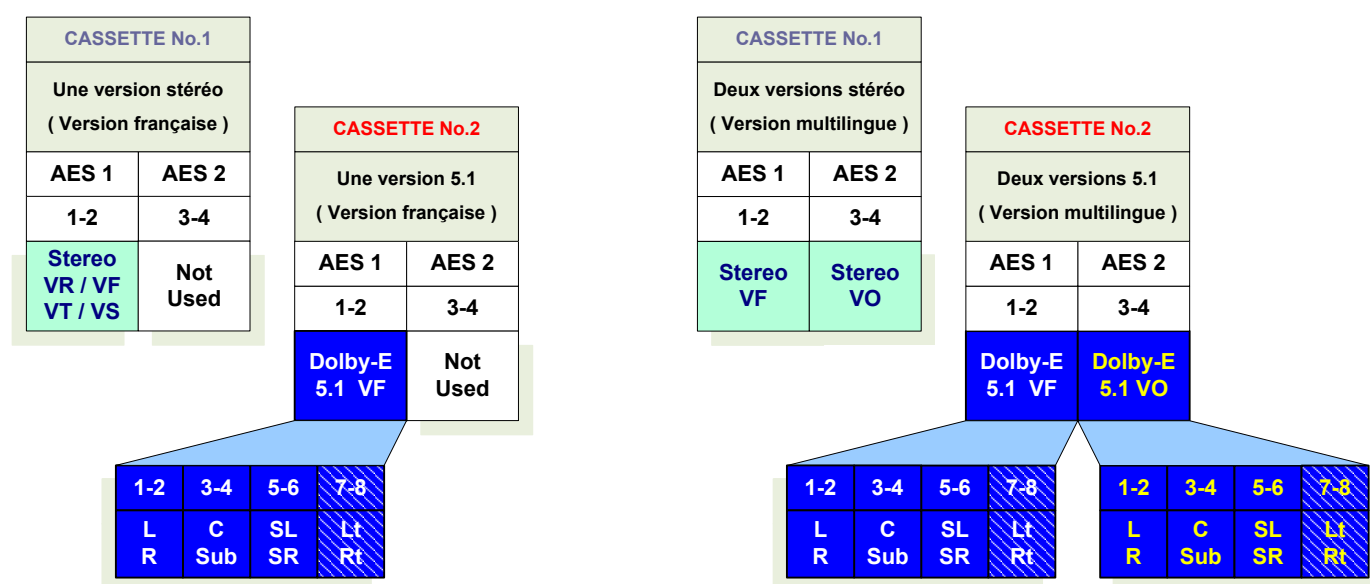 CASSETTE No.1
Une version stéréo
( Version française )
AES 1 AES 2
1-2 3-4
Stereo
VR / VF
VT / VS
Not
Used
CASSETTE No.2
Une version 5.1
( Version française )
AES 1 AES 2
1-2 3-4
Dolby-E
5.1 VF
Not
Used
1-2 3-4 5-6 7-8
L
R
C
Sub
SL
SR
Lt
Rt
CASSETTE No.1
Deux versions stéréo
( Version multilingue )
AES 1 AES 2
1-2 3-4
Stereo
VF
Stereo
VO
CASSETTE No.2
Deux versions 5.1
( Version multilingue )
AES 1 AES 2
1-2 3-4
Dolby-E
5.1 VF
Dolby-E
5.1 VO
1-2 3-4 5-6 7-8
L
R
C
Sub
SL
SR
Lt
Rt
1-2 3-4 5-6 7-8
L
R
C
Sub
SL
SR
Lt
Rt